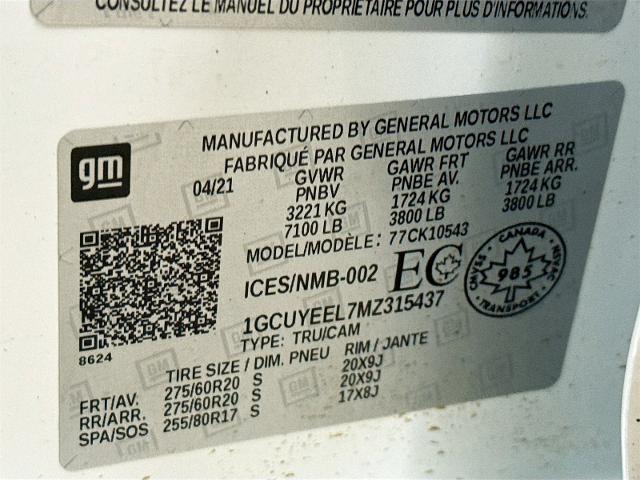 CONSULTEZ LE MANUEL DU PROPRIÉTAIRE POUR PLUS D'INFORMATIONS.
gm
MANUFACTURED BY GENERAL MOTORS LLC
FABRIQUÉ PAR GENERAL MOTORS LLC
04/21 GVWR GAWR FRT GAWR RR
PNBV PNBE AV. PNBE ARR.
3221 KG 1724 KG 1724 KG
7100 LB 3800 LB 3800 LB
MODEL/MODÈLE: 77CK10543
ICES/NMB-002 EC
CANADA
985
TRANSPORT
1GCUYEEL7MZ315437
TYPE: TRU/CAM
8624
TIRE SIZE / DIM. PNEU RIM / JANTE
FRT/AV. 275/60R20 S 20X9J
RR/ARR. 275/60R20 S 20X9J
SPA/SOS 255/80R17 S 17X8J